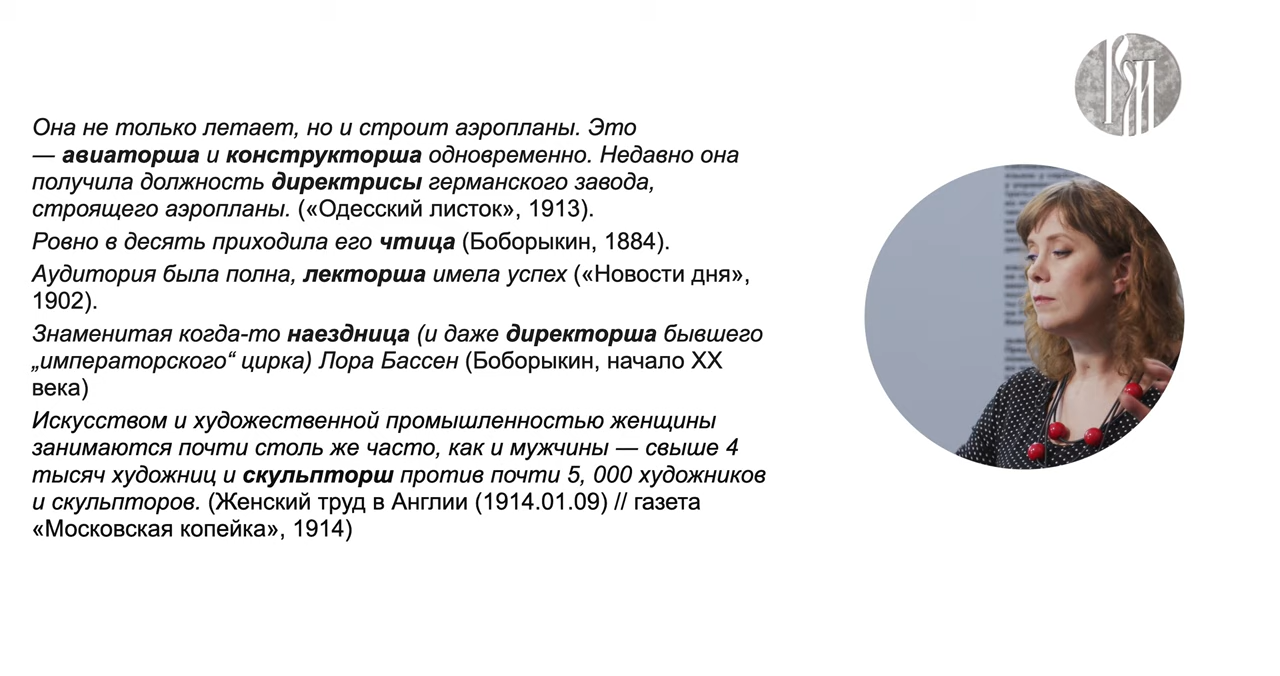 Она не только летает, но и строит аэропланы. Это
— авиаторша и конструкторша одновременно. Недавно она
получила должность директрисы германского завода,
строящего аэропланы. («Одесский листок», 1913).
Ровно в десять приходила его чтица (Боборыкин, 1884).
Аудитория была полна, лекторша имела успех («Новости дня»,
1902).
Знаменитая когда-то наездница (и даже директорша бывшего
„императорского“ цирка) Лора Бассен (Боборыкин, начало XX
века)
Искусством и художественной промышленностью женщины
занимаются почти столь же часто, как и мужчины — свыше 4
тысяч художниц и скульпторш против почти 5, 000 художников
и скульпторов. (Женский труд в Англии (1914.01.09) // газета
«Московская копейка», 1914)